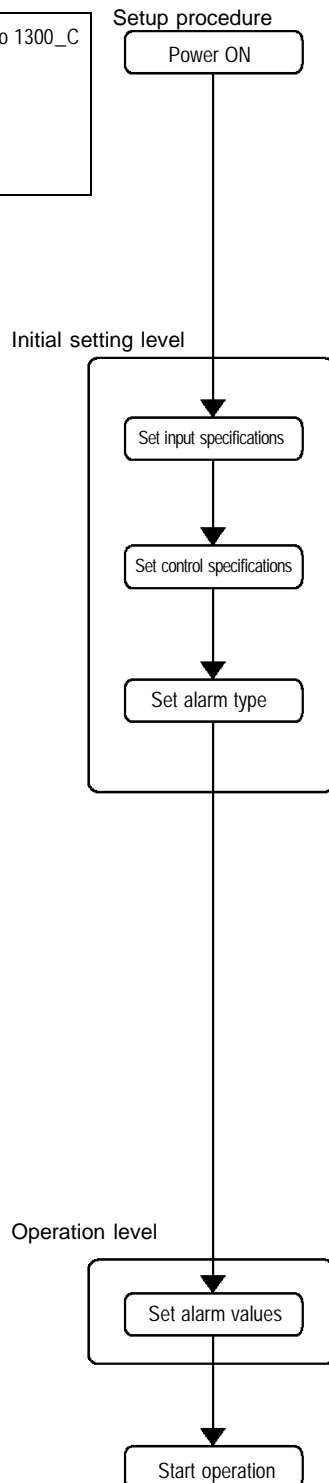 Setup procedure
o 1300_C
Power ON
Initial setting level
Set input specifications
Set control specifications
Set alarm type
Operation level
Set alarm values
Start operation